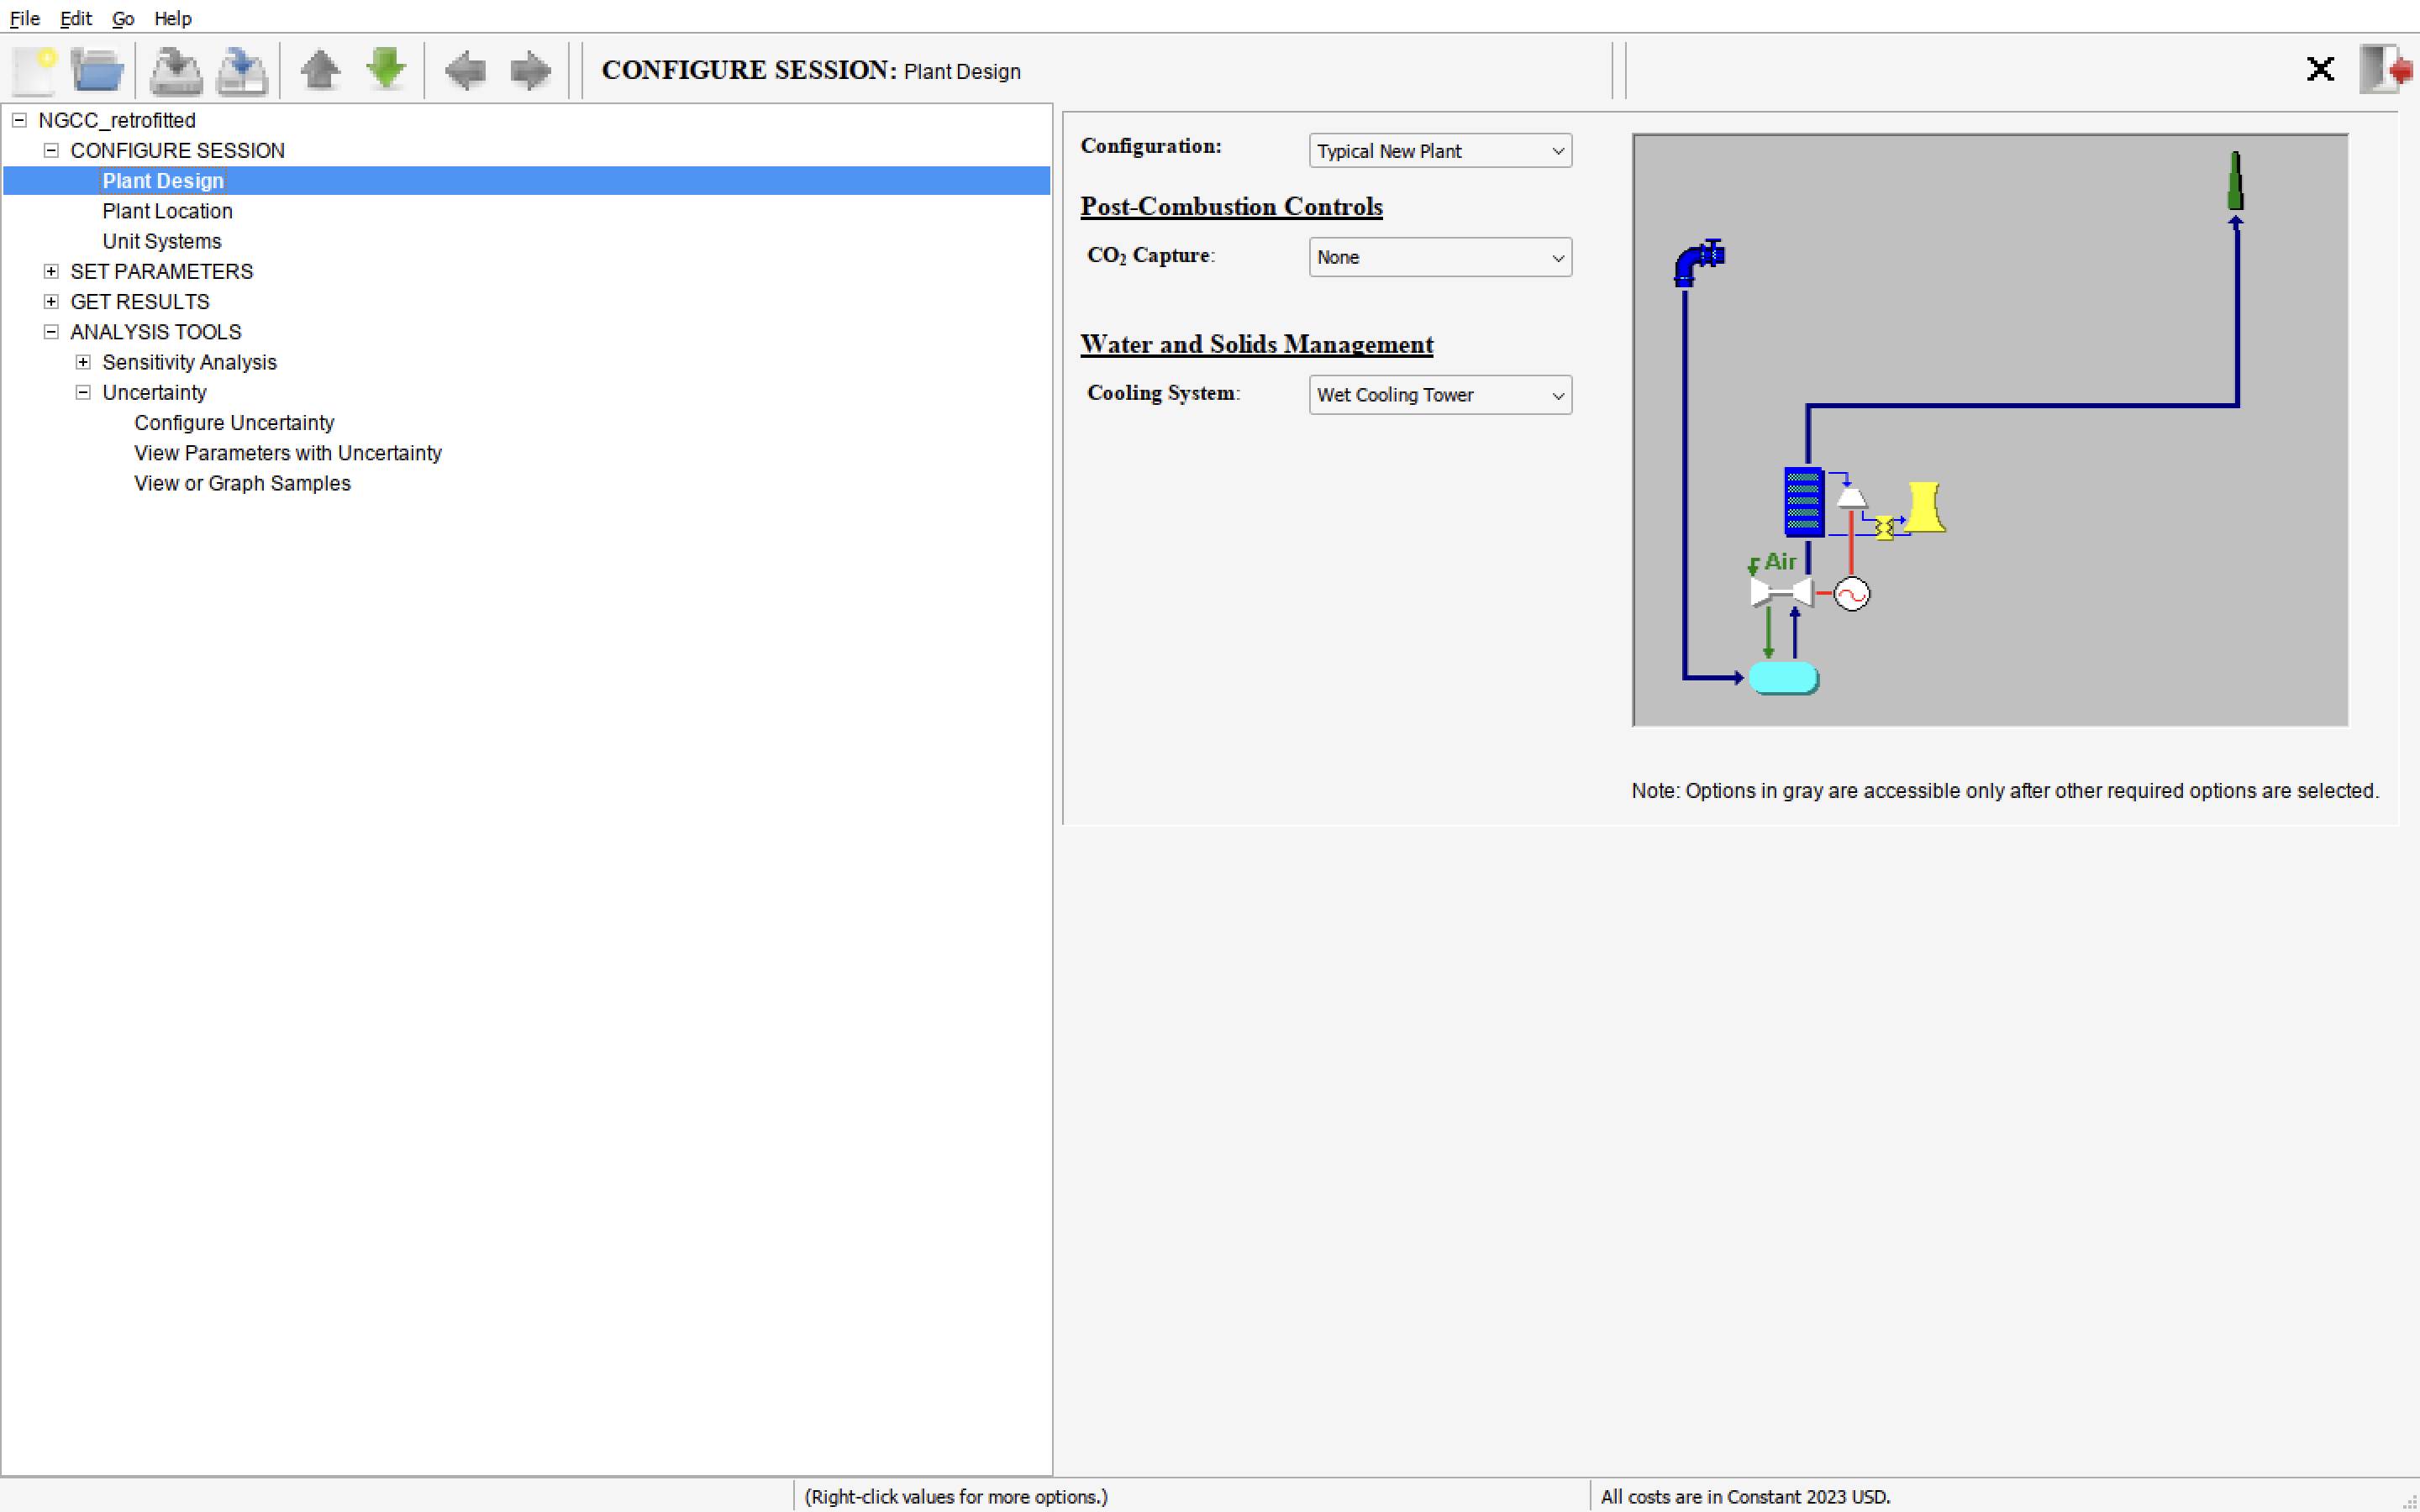 File Edit Go Help
CONFIGURE SESSION: Plant Design
NGCC_retrofitted
CONFIGURE SESSION
Plant Design
Plant Location
Unit Systems
SET PARAMETERS
GET RESULTS
ANALYSIS TOOLS
Sensitivity Analysis
Uncertainty
Configure Uncertainty
View Parameters with Uncertainty
View or Graph Samples
Configuration: Typical New Plant
Post-Combustion Controls
CO₂ Capture: None
Water and Solids Management
Cooling System: Wet Cooling Tower
Air
Note: Options in gray are accessible only after other required options are selected.
(Right-click values for more options.)
All costs are in Constant 2023 USD.